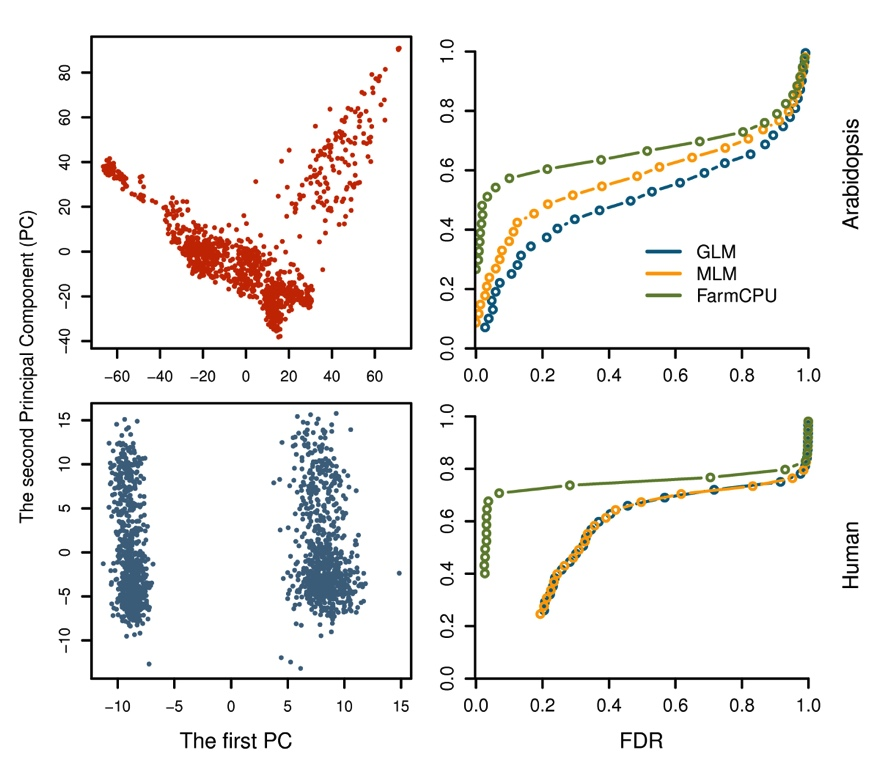 The second Principal Component (PC)
80
60
40
20
0
−20
−40
−60 −40 −20 0 20 40 60
1.0
0.8
0.6
0.4
0.2
0.0
0.0 0.2 0.4 0.6 0.8 1.0
GLM
MLM
FarmCPU
Arabidopsis
15
10
5
0
−5
−10
−10 −5 0 5 10 15
The first PC
1.0
0.8
0.6
0.4
0.2
0.0
0.0 0.2 0.4 0.6 0.8 1.0
FDR
Human